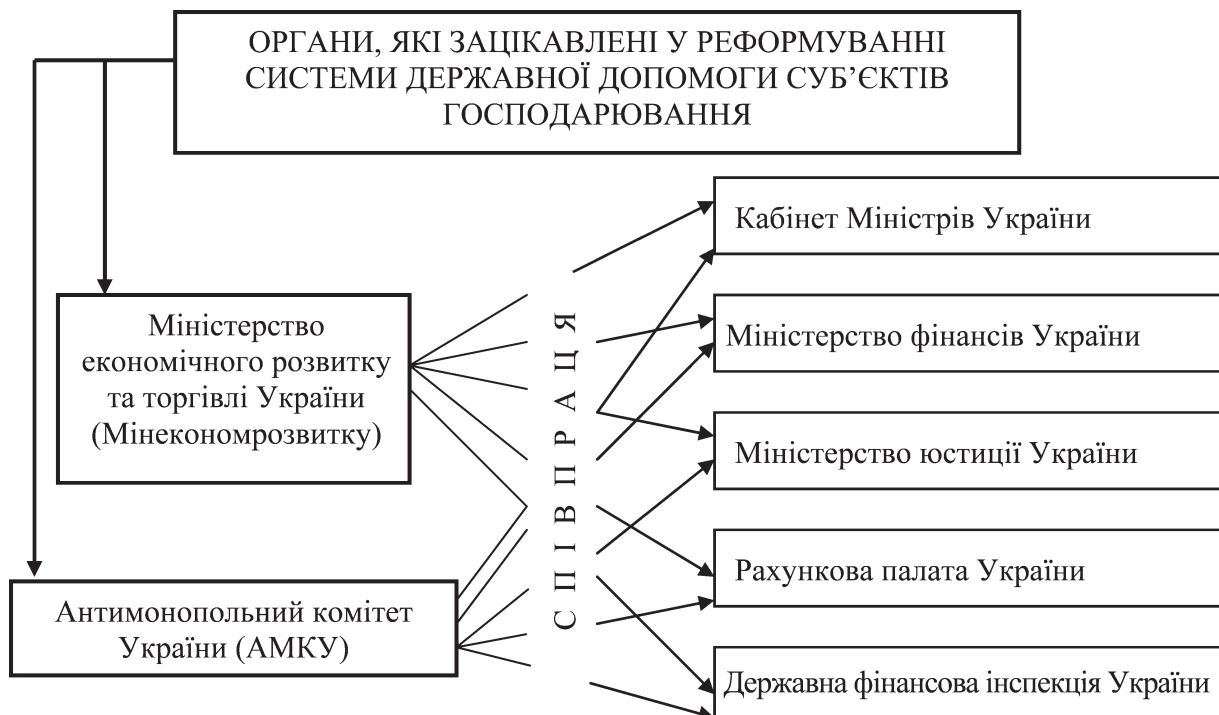 ОРГАНИ, ЯКІ ЗАЦІКАВЛЕНІ У РЕФОРМУВАННІ
СИСТЕМИ ДЕРЖАВНОЇ ДОПОМОГИ СУБ’ЄКТІВ
ГОСПОДАРЮВАННЯ
Міністерство
економічного розвитку
та торгівлі України
(Мінекономрозвитку)
Антимонопольний комітет
України (АМКУ)
СПІВПРАЦЯ
Кабінет Міністрів України
Міністерство фінансів України
Міністерство юстиції України
Рахункова палата України
Державна фінансова інспекція України